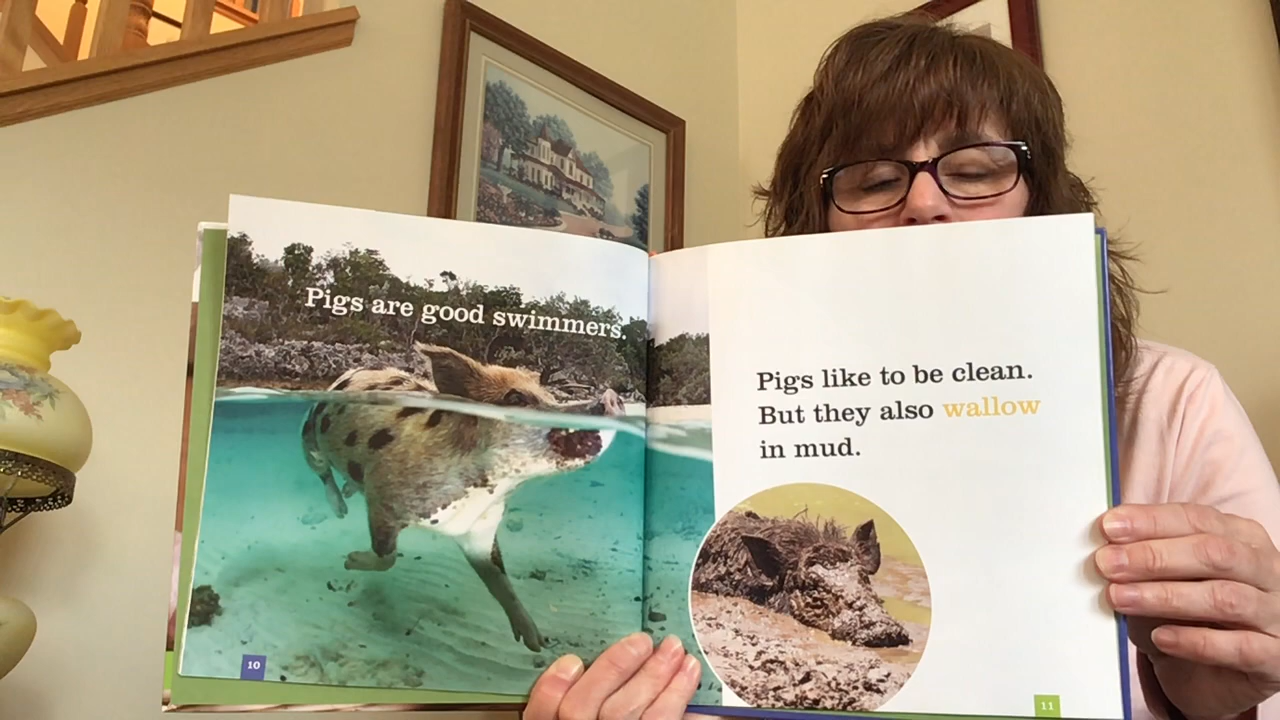 Pigs are good swimmers.
10
Pigs like to be clean.
But they also wallow
in mud.
11